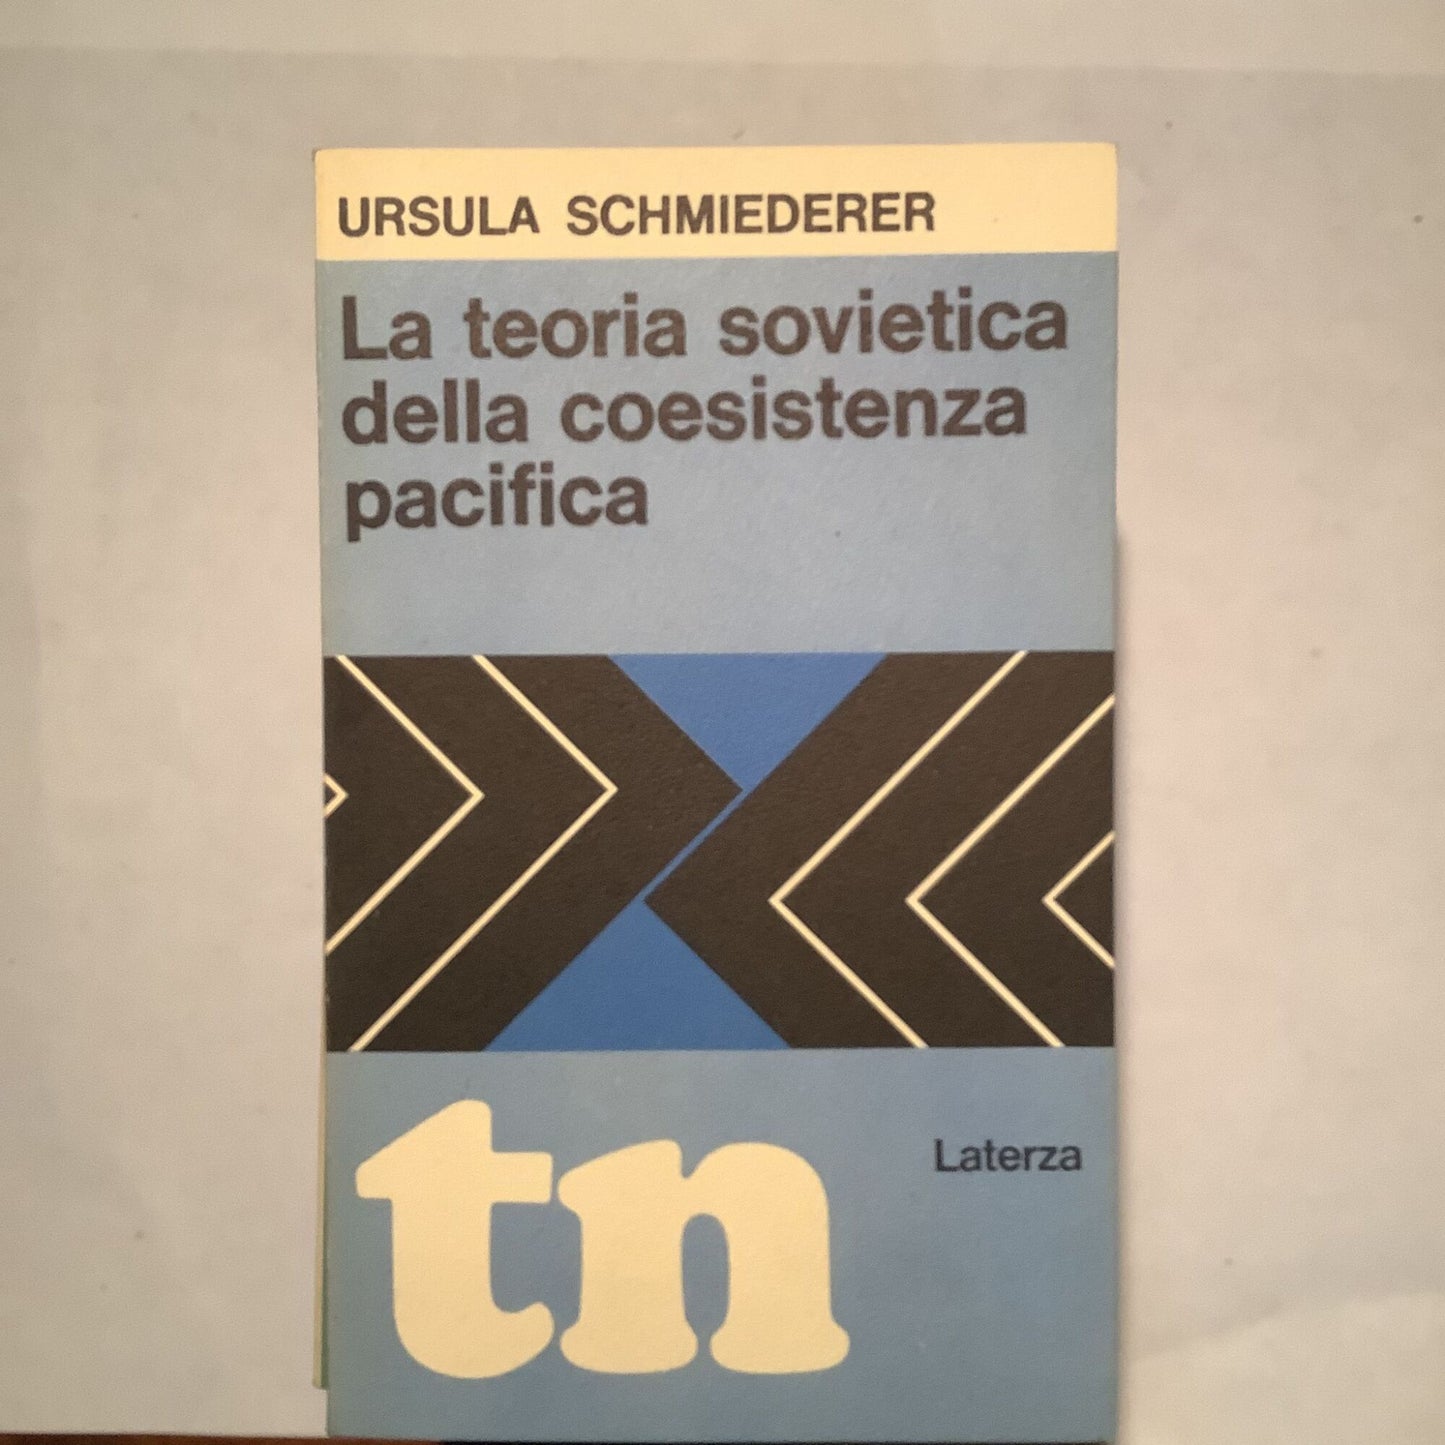 URSULA SCHMIEDERER
La teoria sovietica
della coesistenza
pacifica
tn
Laterza